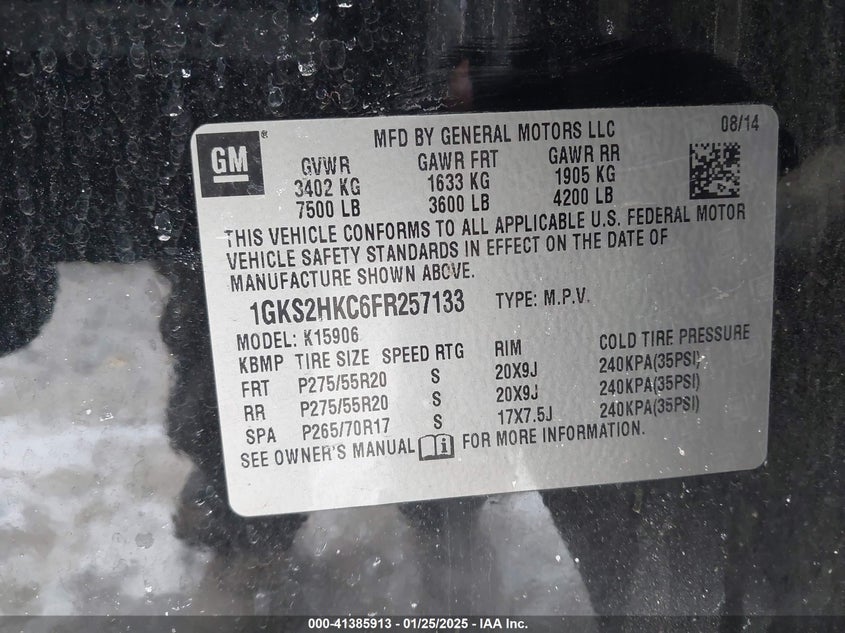 GM ®
MFD BY GENERAL MOTORS LLC 08/14
GVWR GAWR FRT GAWR RR
3402 KG 1633 KG 1905 KG
7500 LB 3600 LB 4200 LB
THIS VEHICLE CONFORMS TO ALL APPLICABLE U.S. FEDERAL MOTOR
VEHICLE SAFETY STANDARDS IN EFFECT ON THE DATE OF
MANUFACTURE SHOWN ABOVE.
1GKS2HKC6FR257133 TYPE: M.P.V.
MODEL: K15906
KBMP TIRE SIZE SPEED RTG RIM COLD TIRE PRESSURE
FRT P275/55R20 S 20X9J 240KPA(35PSI)
RR P275/55R20 S 20X9J 240KPA(35PSI)
SPA P265/70R17 S 17X7.5J 240KPA(35PSI)
SEE OWNER'S MANUAL FOR MORE INFORMATION.
000-41385913 - 01/25/2025 - IAA Inc.